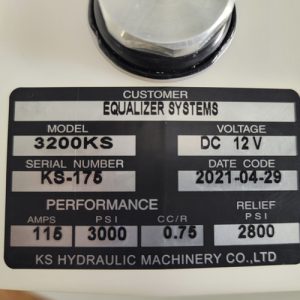 CUSTOMER
EQUALIZER SYSTEMS
MODEL VOLTAGE
3200KS DC 12 V
SERIAL NUMBER DATE CODE
KS-175 2021-04-29
PERFORMANCE RELIEF
AMPS PSI CC/R PSI
115 3000 0.75 2800
KS HYDRAULIC MACHINERY CO.,LTD